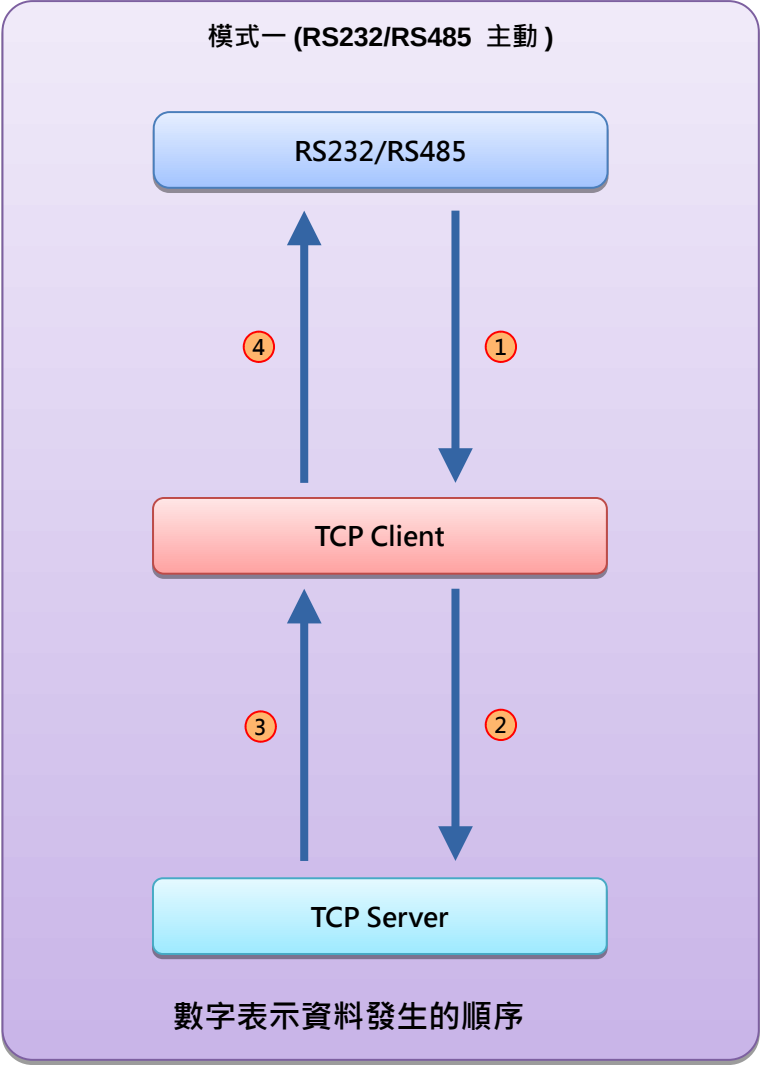 模式一 (RS232/RS485 主動 )
RS232/RS485
4
1
TCP Client
3
2
TCP Server
數字表示資料發生的順序